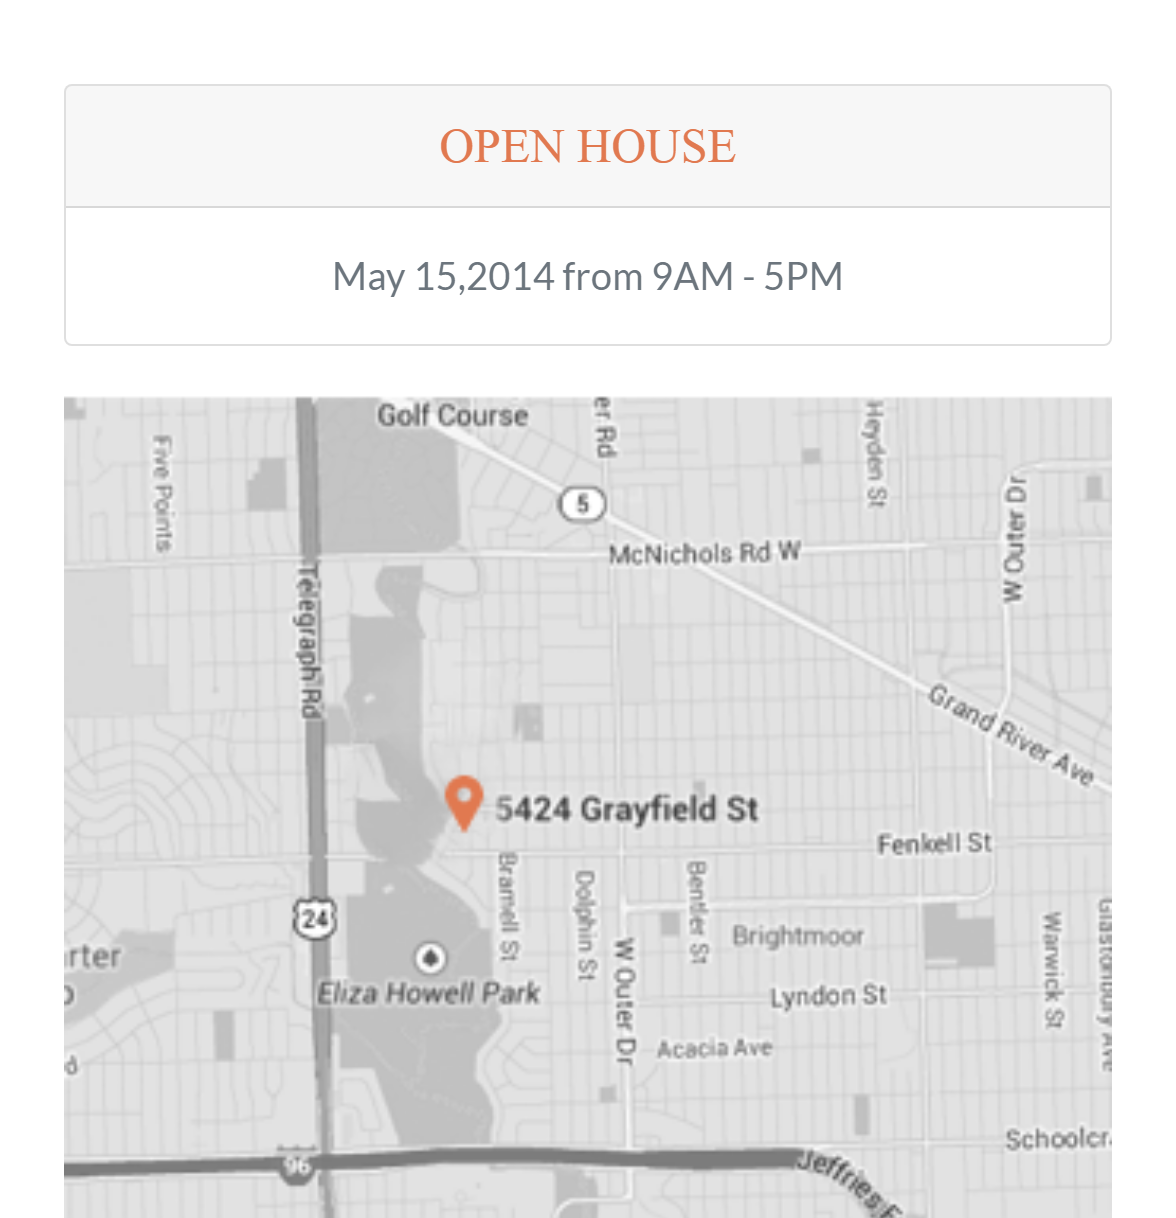 OPEN HOUSE
May 15,2014 from 9AM - 5PM
Golf Course
er Rd
Heyden St
Five Points
5
W Outer Dr
McNichols Rd W
Telegraph Rd
Grand River Ave
5424 Grayfield St
Fenkell St
Bramell St
Dolphin St
Bentler St
24
Brightmoor
Warwick St
Glastonbury Ave
rter
W Outer Dr
Eliza Howell Park
Lyndon St
Acacia Ave
Schoolcr
96
Jeffries F